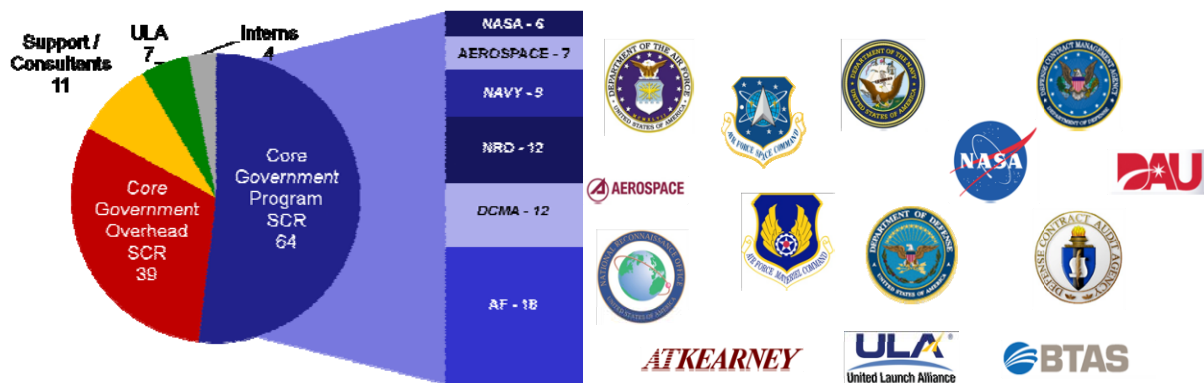 Support /
Consultants
11
ULA
7
Interns
4
Core
Government
Program
SCR
64
Core
Government
Overhead
SCR
39
NASA - 6
AEROSPACE - 7
NAVY - 9
NRO - 12
DCMA - 12
AF - 18
DEPARTMENT OF THE AIR FORCE
UNITED STATES OF AMERICA
AIR FORCE SPACE COMMAND
DEPARTMENT OF THE NAVY
UNITED STATES OF AMERICA
DEFENSE CONTRACT MANAGEMENT AGENCY
DEPARTMENT OF DEFENSE
NASA
DAU
AEROSPACE
NATIONAL RECONNAISSANCE OFFICE
UNITED STATES OF AMERICA
AIR FORCE MATERIEL COMMAND
DEPARTMENT OF DEFENSE
UNITED STATES OF AMERICA
DEFENSE CONTRACT AUDIT AGENCY
ATKEARNEY
ULA
United Launch Alliance
BTAS